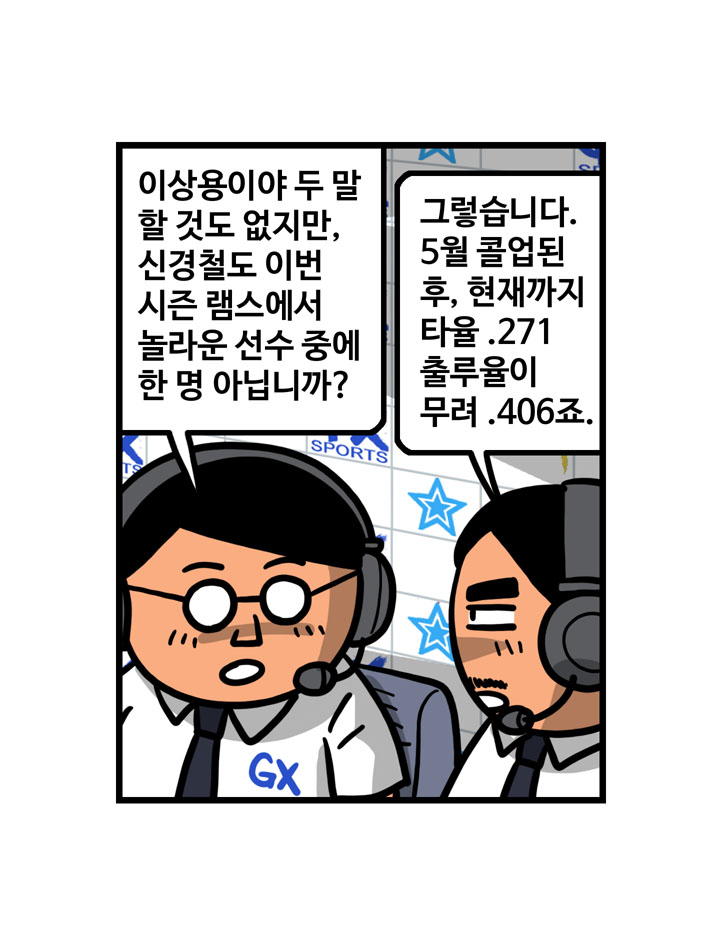 이상용이야 두 말
할 것도 없지만,
신경철도 이번
시즌 램스에서
놀라운 선수 중에
한 명 아닙니까?
그렇습니다.
5월 콜업된
후, 현재까지
타율 .271
출루율이
무려 .406죠.
SPORTS
GX